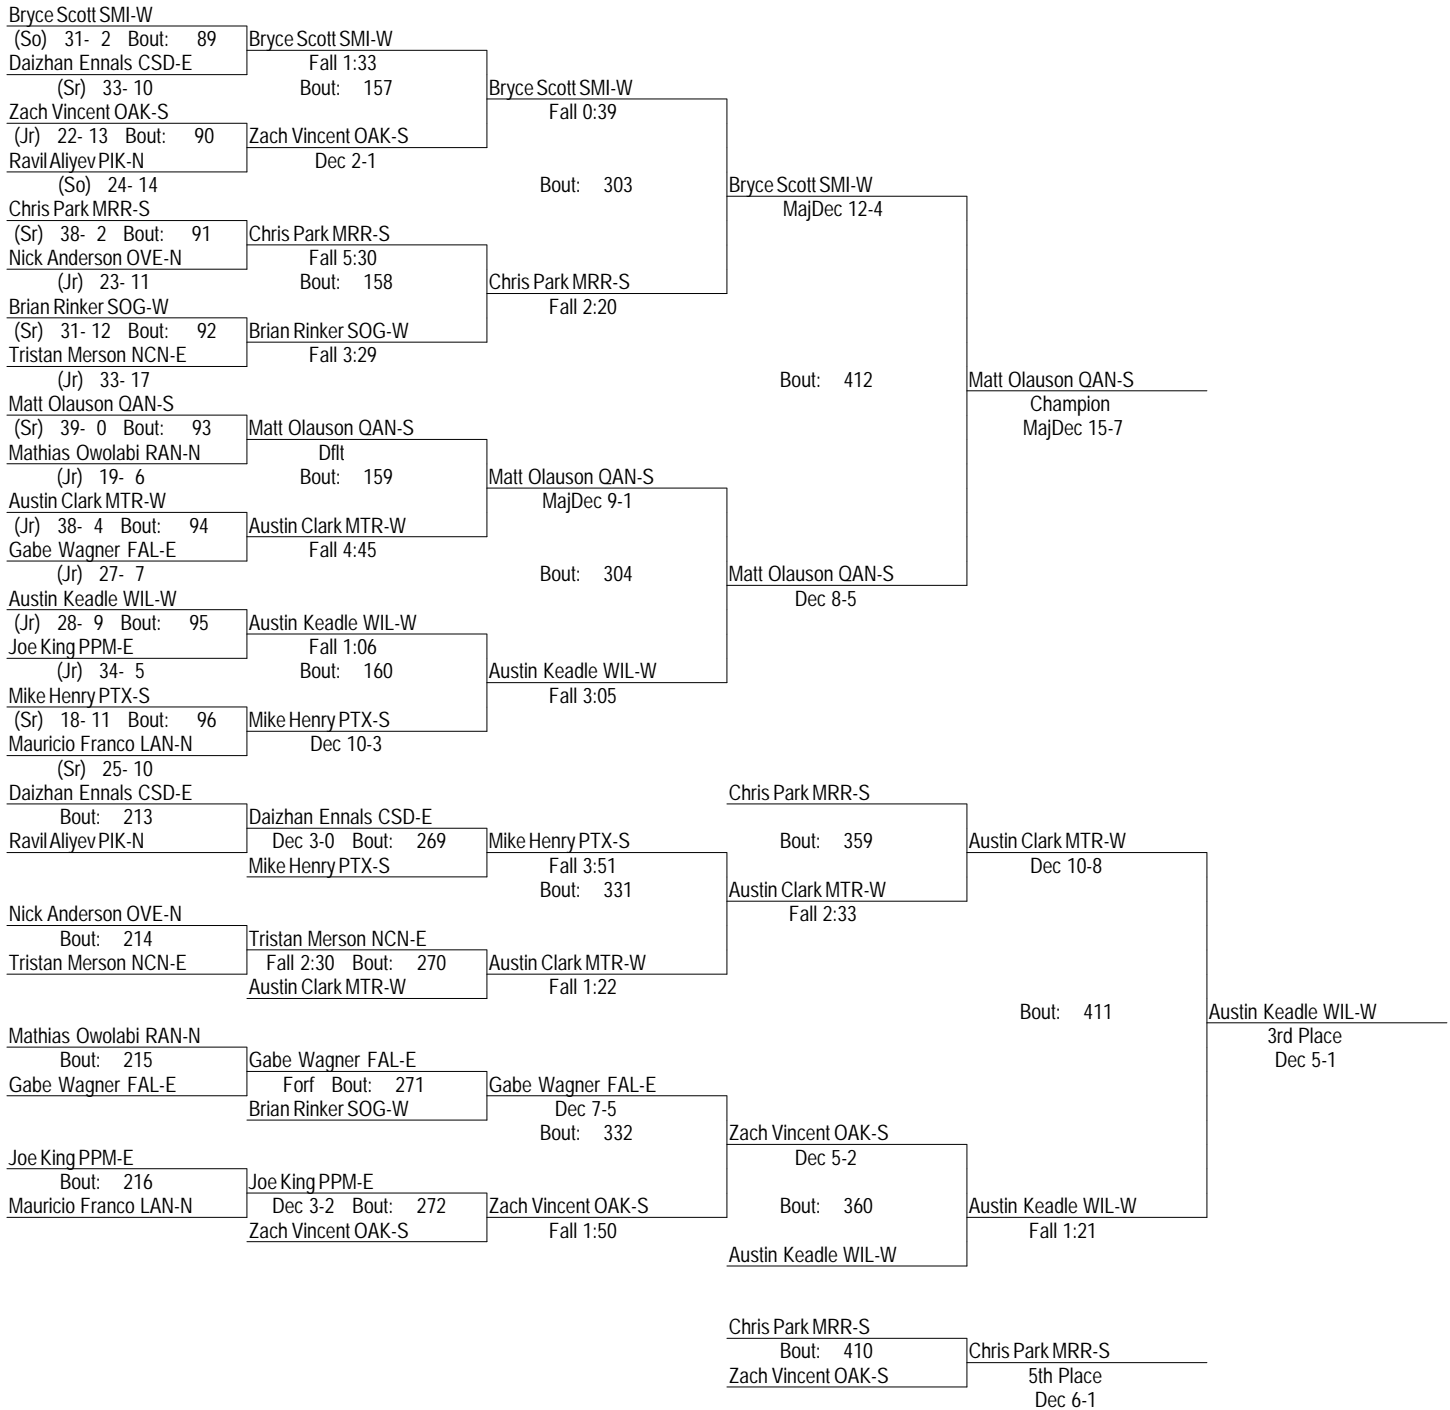 Bryce Scott SMI-W
(So) 31- 2 Bout: 89 Bryce Scott SMI-W
Daizhan Ennals CSD-E Fall 1:33
(Sr) 33- 10 Bout: 157 Bryce Scott SMI-W
Zach Vincent OAK-S Fall 0:39
(Jr) 22- 13 Bout: 90 Zach Vincent OAK-S
Ravil Aliyev PIK-N Dec 2-1
(So) 24- 14 Bout: 303 Bryce Scott SMI-W
Chris Park MRR-S MajDec 12-4
(Sr) 38- 2 Bout: 91 Chris Park MRR-S
Nick Anderson OVE-N Fall 5:30
(Jr) 23- 11 Bout: 158 Chris Park MRR-S
Brian Rinker SOG-W Fall 2:20
(Sr) 31- 12 Bout: 92 Brian Rinker SOG-W
Tristan Merson NCN-E Fall 3:29
(Jr) 33- 17 Bout: 412 Matt Olauson QAN-S
Matt Olauson QAN-S Champion
(Sr) 39- 0 Bout: 93 Matt Olauson QAN-S MajDec 15-7
Mathias Owolabi RAN-N Dflt
(Jr) 19- 6 Bout: 159 Matt Olauson QAN-S
Austin Clark MTR-W MajDec 9-1
(Jr) 38- 4 Bout: 94 Austin Clark MTR-W
Gabe Wagner FAL-E Fall 4:45
(Jr) 27- 7 Bout: 304 Matt Olauson QAN-S
Austin Keadle WIL-W Dec 8-5
(Jr) 28- 9 Bout: 95 Austin Keadle WIL-W
Joe King PPM-E Fall 1:06
(Jr) 34- 5 Bout: 160 Austin Keadle WIL-W
Mike Henry PTX-S Fall 3:05
(Sr) 18- 11 Bout: 96 Mike Henry PTX-S
Mauricio Franco LAN-N Dec 10-3
(Sr) 25- 10
Daizhan Ennals CSD-E Chris Park MRR-S
Bout: 213 Daizhan Ennals CSD-E
Ravil Aliyev PIK-N Dec 3-0 Bout: 269 Mike Henry PTX-S Bout: 359 Austin Clark MTR-W
Mike Henry PTX-S Fall 3:51 Dec 10-8
Bout: 331 Austin Clark MTR-W
Nick Anderson OVE-N Fall 2:33
Bout: 214 Tristan Merson NCN-E
Tristan Merson NCN-E Fall 2:30 Bout: 270 Austin Clark MTR-W
Austin Clark MTR-W Fall 1:22
Bout: 411 Austin Keadle WIL-W
Mathias Owolabi RAN-N 3rd Place
Bout: 215 Gabe Wagner FAL-E Dec 5-1
Gabe Wagner FAL-E Forf Bout: 271 Gabe Wagner FAL-E
Brian Rinker SOG-W Dec 7-5
Bout: 332 Zach Vincent OAK-S
Joe King PPM-E Dec 5-2
Bout: 216 Joe King PPM-E
Mauricio Franco LAN-N Dec 3-2 Bout: 272 Zach Vincent OAK-S Bout: 360 Austin Keadle WIL-W
Zach Vincent OAK-S Fall 1:50 Fall 1:21
Austin Keadle WIL-W
Chris Park MRR-S
Bout: 410 Chris Park MRR-S
Zach Vincent OAK-S 5th Place
Dec 6-1